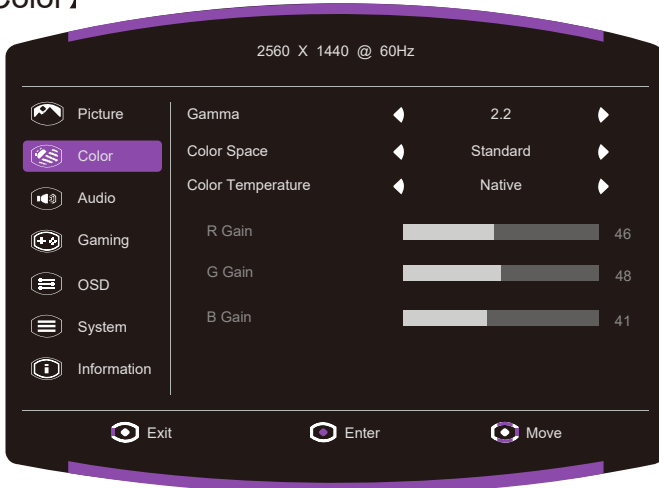 Color】
2560 X 1440 @ 60Hz
Picture
Color
Audio
Gaming
OSD
System
Information
Gamma 2.2
Color Space Standard
Color Temperature Native
R Gain 46
G Gain 48
B Gain 41
Exit Enter Move